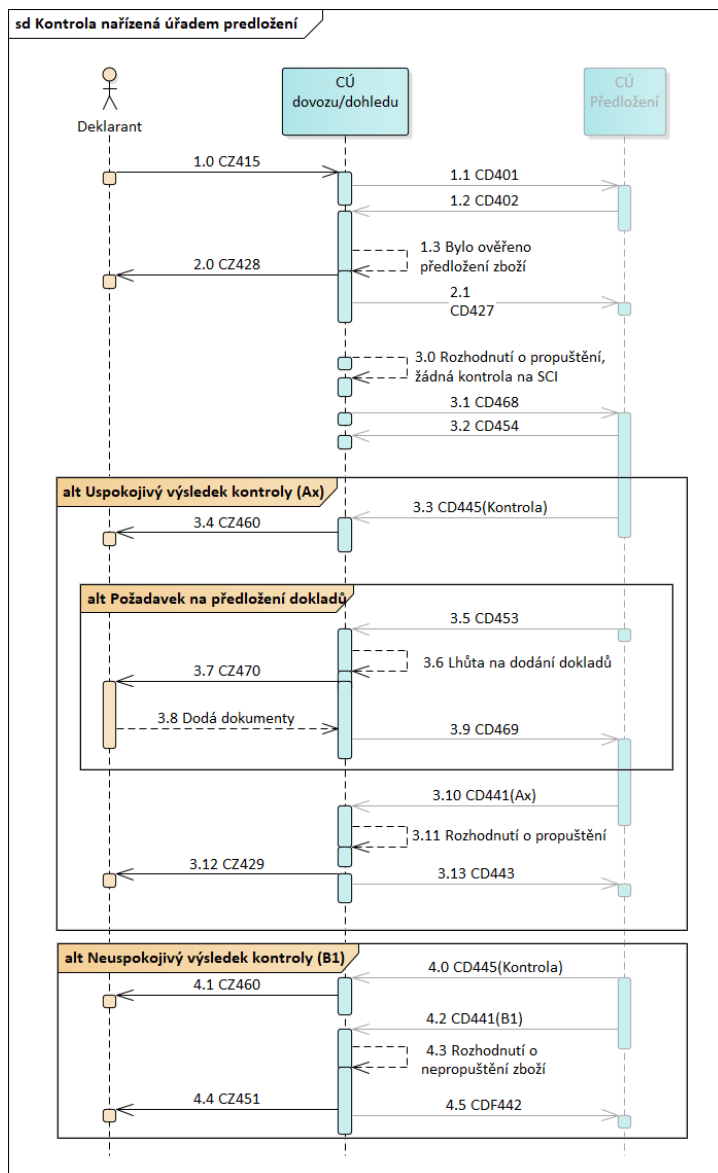 sd Kontrola nařízená úřadem předložení
Deklarant
CÚ
dovozu/dohledu
CÚ
Předložení
1.0 CZ415
1.1 CD401
1.2 CD402
1.3 Bylo ověřeno
předložení zboží
2.0 CZ428
2.1
CD427
3.0 Rozhodnutí o propuštění,
žádná kontrola na SCI
3.1 CD468
3.2 CD454
alt Uspokojivý výsledek kontroly (Ax)
3.3 CD445(Kontrola)
3.4 CZ460
alt Požadavek na předložení dokladů
3.5 CD453
3.6 Lhůta na dodání dokladů
3.7 CZ470
3.8 Dodá dokumenty
3.9 CD469
3.10 CD441(Ax)
3.11 Rozhodnutí o propuštění
3.12 CZ429
3.13 CD443
alt Neuspokojivý výsledek kontroly (B1)
4.0 CD445(Kontrola)
4.1 CZ460
4.2 CD441(B1)
4.3 Rozhodnutí o
nepropuštění zboží
4.4 CZ451
4.5 CDF442